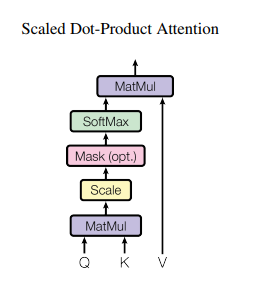 Scaled Dot-Product Attention
MatMul
SoftMax
Mask (opt.)
Scale
MatMul
Q K V